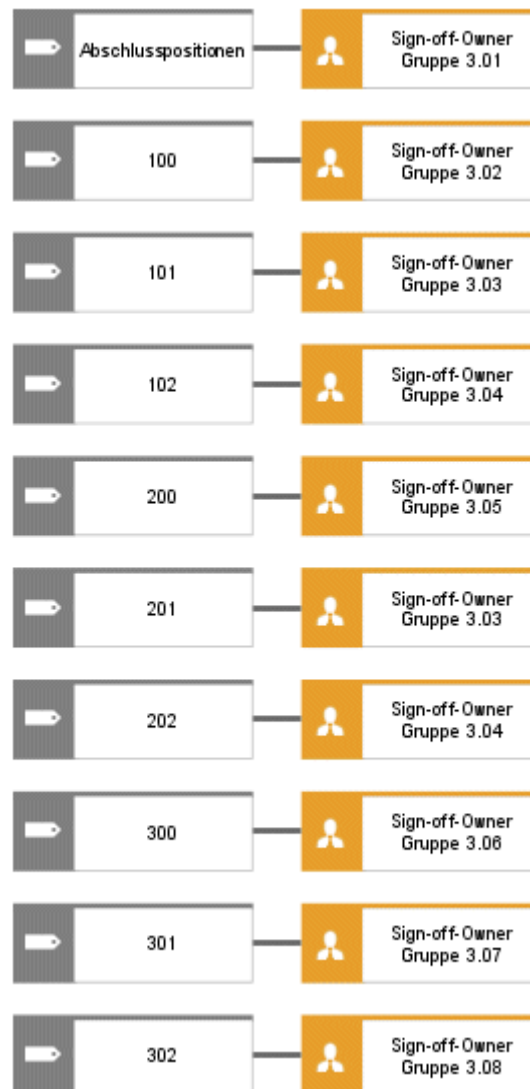 Abschlusspositionen
Sign-off-Owner
Gruppe 3.01
100
Sign-off-Owner
Gruppe 3.02
101
Sign-off-Owner
Gruppe 3.03
102
Sign-off-Owner
Gruppe 3.04
200
Sign-off-Owner
Gruppe 3.05
201
Sign-off-Owner
Gruppe 3.03
202
Sign-off-Owner
Gruppe 3.04
300
Sign-off-Owner
Gruppe 3.06
301
Sign-off-Owner
Gruppe 3.07
302
Sign-off-Owner
Gruppe 3.08